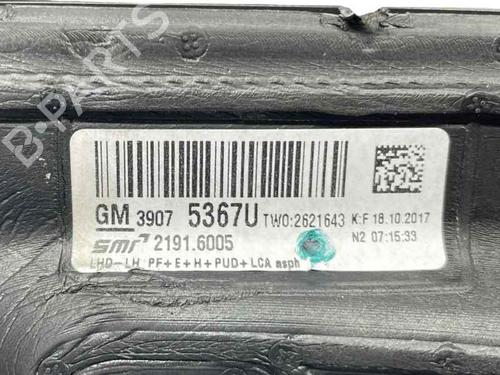 B-PARTS
GM 3907 5367U TWO:2621643 K:F 18.10.2017
smr 2191.6005 N2 07:15:33
LHD-LH PF+E+H+PUD+LCA asph